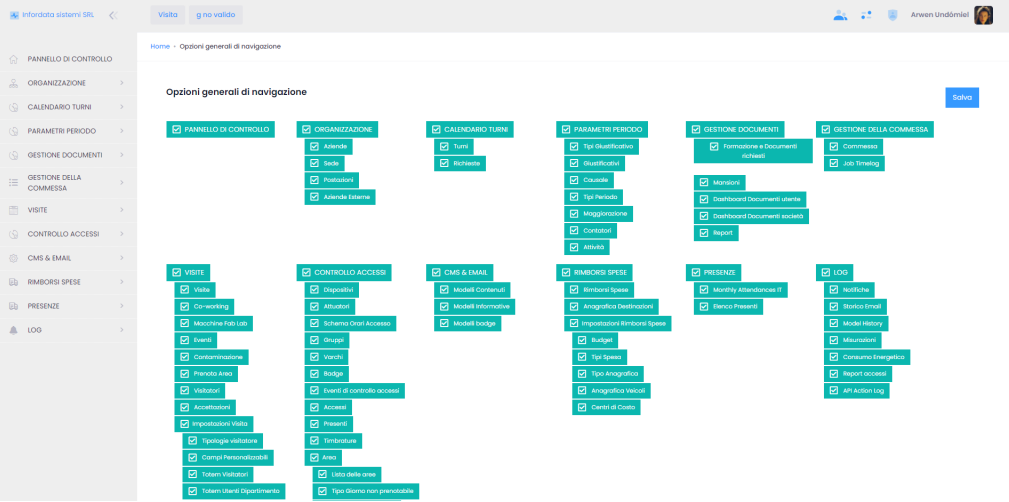 Infordata sistemi SRL
Visita
g no valido
Arwen Undómiel
PANNELLO DI CONTROLLO
ORGANIZZAZIONE
CALENDARIO TURNI
PARAMETRI PERIODO
GESTIONE DOCUMENTI
GESTIONE DELLA
COMMESSA
VISITE
CONTROLLO ACCESSI
CMS & EMAIL
RIMBORSI SPESE
PRESENZE
LOG
Home • Opzioni generali di navigazione
Opzioni generali di navigazione
Salva
PANNELLO DI CONTROLLO
ORGANIZZAZIONE
Aziende
Sede
Postazioni
Aziende Esterne
CALENDARIO TURNI
Turni
Richieste
PARAMETRI PERIODO
Tipi Giustificativo
Giustificativi
Causale
Tipi Periodo
Maggiorazione
Contatori
Attività
GESTIONE DOCUMENTI
Formazione e Documenti
richiesti
Mansioni
Dashboard Documenti utente
Dashboard Documenti società
Report
GESTIONE DELLA COMMESSA
Commessa
Job Timelog
VISITE
Visite
Co-working
Macchine Fab Lab
Eventi
Contaminazione
Prenota Area
Visitatori
Accettazioni
Impostazioni Visita
Tipologie visitatore
Campi Personalizzabili
Totem Visitatori
Totem Utenti Dipartimento
CONTROLLO ACCESSI
Dispositivi
Attuatori
Schema Orari Accesso
Gruppi
Varchi
Badge
Eventi di controllo accessi
Accessi
Presenti
Timbrature
Area
Lista delle aree
Tipo Giorno non prenotabile
CMS & EMAIL
Modelli Contenuti
Modelli Informative
Modelli badge
RIMBORSI SPESE
Rimborsi Spese
Anagrafica Destinazioni
Impostazioni Rimborsi Spese
Budget
Tipi Spesa
Tipo Anagrafica
Anagrafica Veicoli
Centri di Costo
PRESENZE
Monthly Attendances IT
Elenco Presenti
LOG
Notifiche
Storico Email
Model History
Misurazioni
Consumo Energetico
Report accessi
API Action Log